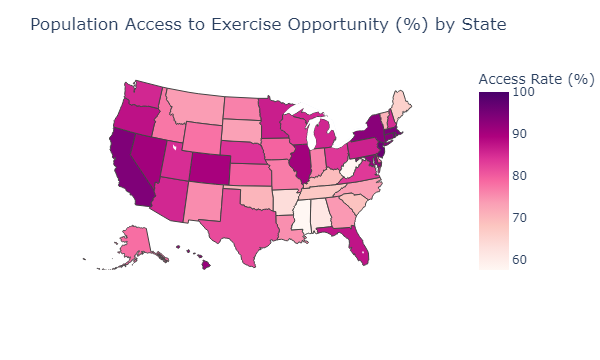 Population Access to Exercise Opportunity (%) by State
Access Rate (%)
100
90
80
70
60